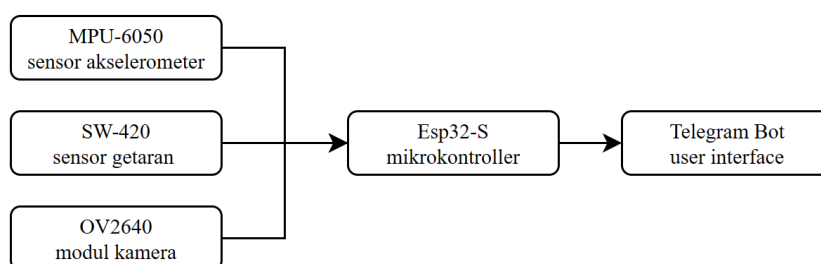 MPU-6050
sensor akselerometer
SW-420
sensor getaran
OV2640
modul kamera
Esp32-S
mikrokontroller
Telegram Bot
user interface